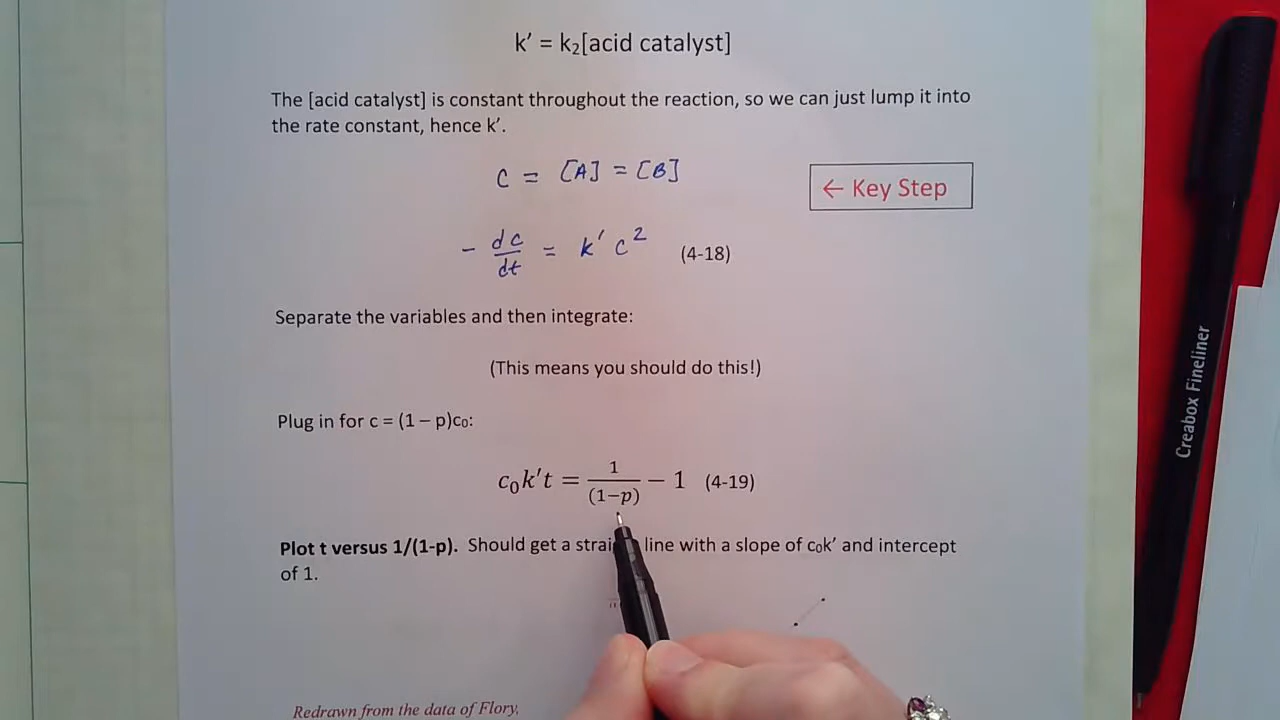 k′ = k₂[acid catalyst]
The [acid catalyst] is constant throughout the reaction, so we can just lump it into
the rate constant, hence k′.
c = [A] = [B]
← Key Step
- dc/dt = k′ c² (4-18)
Separate the variables and then integrate:
(This means you should do this!)
Plug in for c = (1 – p)c₀:
c₀k′t = 1/(1−p) − 1 (4-19)
Plot t versus 1/(1-p). Should get a strai line with a slope of c₀k′ and intercept
of 1.
Redrawn from the data of Flory,
Creabox Fineliner